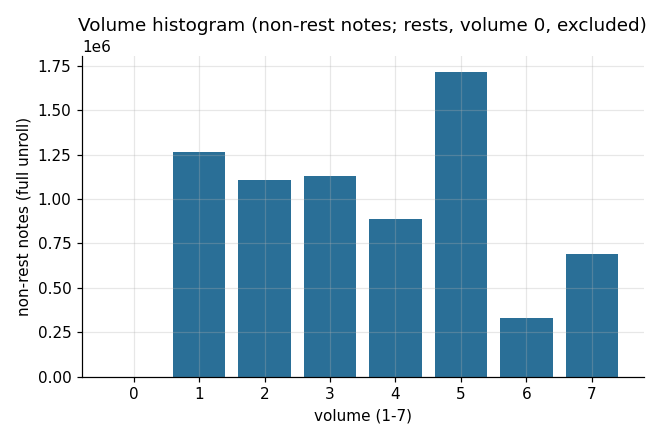 Volume histogram (non-rest notes; rests, volume 0, excluded)
1e6
1.75
1.50
1.25
1.00
0.75
0.50
0.25
0.00
non-rest notes (full unroll)
0 1 2 3 4 5 6 7
volume (1-7)